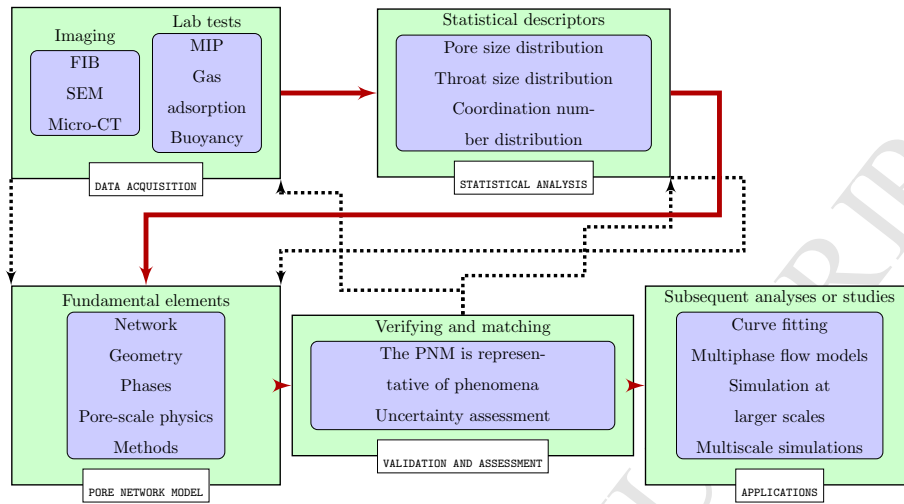 Imaging
FIB
SEM
Micro-CT
Lab tests
MIP
Gas
adsorption
Buoyancy
DATA ACQUISITION
Statistical descriptors
Pore size distribution
Throat size distribution
Coordination num-
ber distribution
STATISTICAL ANALYSIS
Fundamental elements
Network
Geometry
Phases
Pore-scale physics
Methods
PORE NETWORK MODEL
Verifying and matching
The PNM is represen-
tative of phenomena
Uncertainty assessment
VALIDATION AND ASSESSMENT
Subsequent analyses or studies
Curve fitting
Multiphase flow models
Simulation at
larger scales
Multiscale simulations
APPLICATIONS